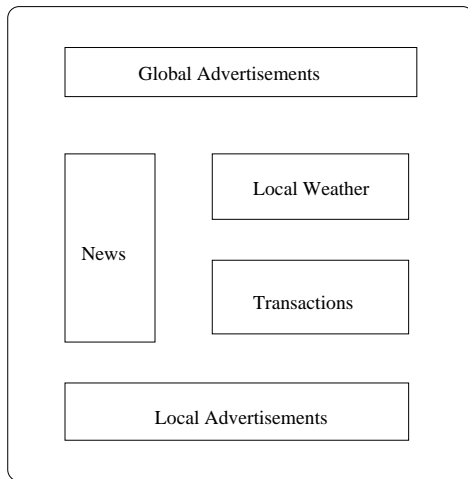 Global Advertisements
Local Weather
News
Transactions
Local Advertisements